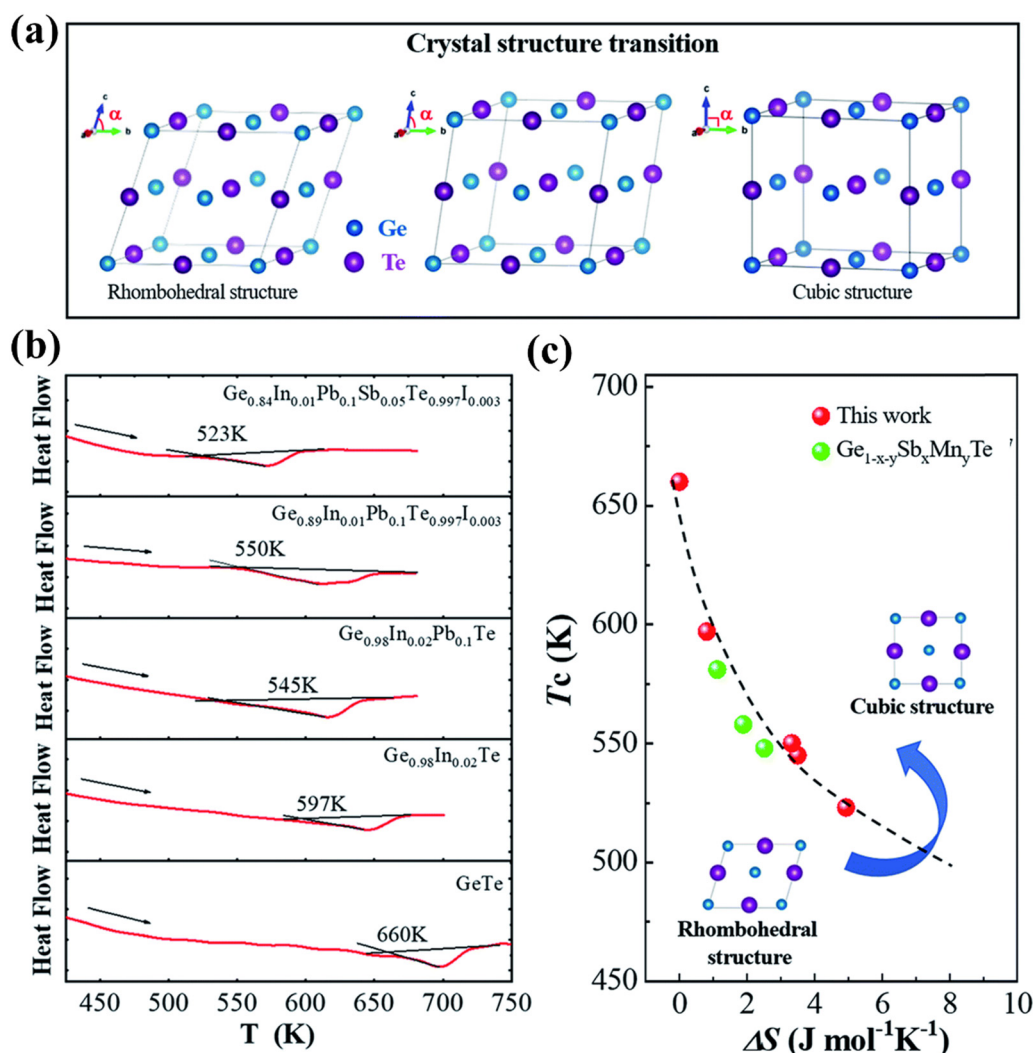 (a)
Crystal structure transition
c
α
b
a
c
α
b
a
c
α
b
a
Ge
Te
Rhombohedral structure
Cubic structure
(b)
Ge0.84In0.01Pb0.1Sb0.05Te0.997I0.003
523K
Heat Flow
Ge0.89In0.01Pb0.1Te0.997I0.003
550K
Heat Flow
Ge0.98In0.02Pb0.1Te
545K
Heat Flow
Ge0.98In0.02Te
597K
Heat Flow
GeTe
660K
Heat Flow
450 500 550 600 650 700 750
T (K)
(c)
700
650
600
550
500
450
Tc (K)
This work
Ge1-x-ySbxMnyTe
Cubic structure
Rhombohedral
structure
0 2 4 6 8 10
ΔS (J mol-1K-1)